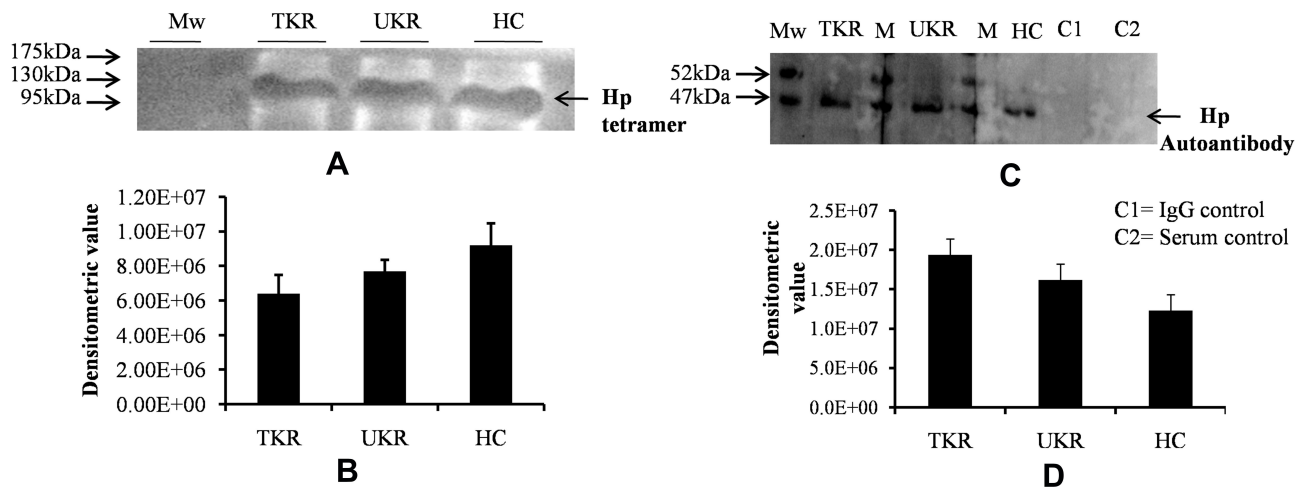 Mw TKR UKR HC
175kDa
130kDa
95kDa
Hp
tetramer
A
Densitometric value
1.20E+07
1.00E+07
8.00E+06
6.00E+06
4.00E+06
2.00E+06
0.00E+00
TKR UKR HC
B
Mw TKR M UKR M HC C1 C2
52kDa
47kDa
Hp
Autoantibody
C
C1= IgG control
C2= Serum control
Densitometric
value
2.5E+07
2.0E+07
1.5E+07
1.0E+07
5.0E+06
0.0E+00
TKR UKR HC
D